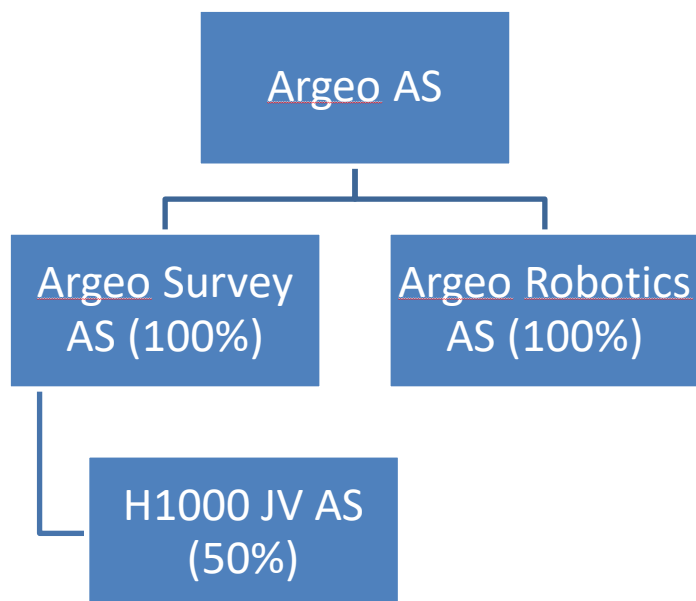 Argeo AS
Argeo Survey
AS (100%)
Argeo Robotics
AS (100%)
H1000 JV AS
(50%)